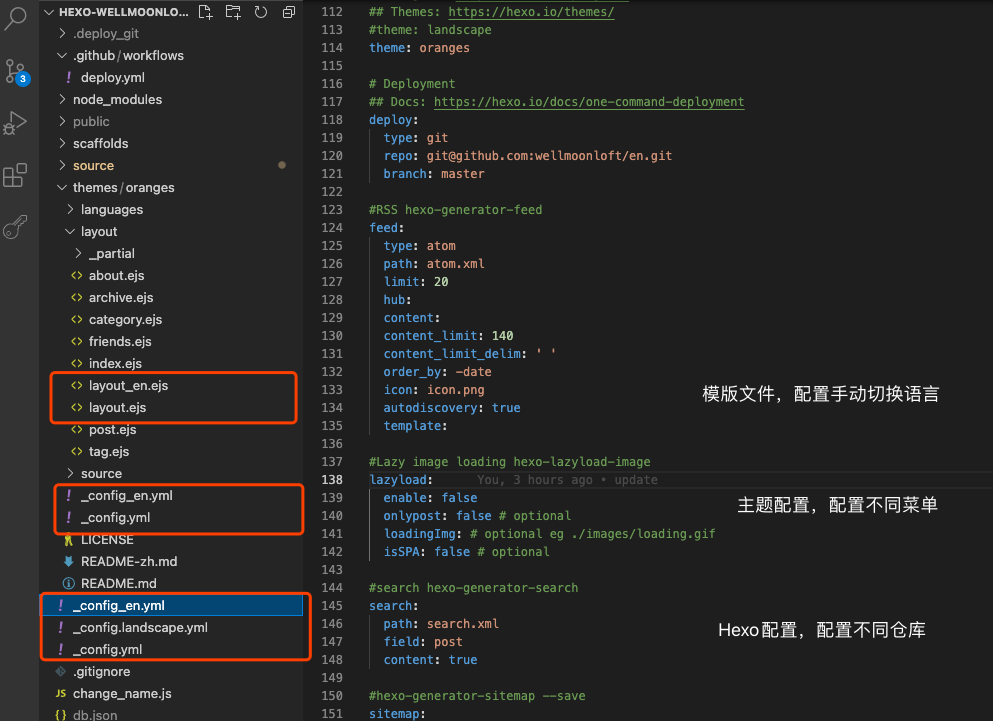 HEXO-WELLMOONLO...
.deploy_git
.github/workflows
deploy.yml
node_modules
public
scaffolds
source
themes/oranges
languages
layout
_partial
about.ejs
archive.ejs
category.ejs
friends.ejs
index.ejs
layout_en.ejs
layout.ejs
post.ejs
tag.ejs
source
_config_en.yml
_config.yml
LICENSE
README-zh.md
README.md
_config_en.yml
_config.landscape.yml
_config.yml
.gitignore
JS change_name.js
{} db.json
3
112 ## Themes: https://hexo.io/themes/
113 #theme: landscape
114 theme: oranges
115
116 # Deployment
117 ## Docs: https://hexo.io/docs/one-command-deployment
118 deploy:
119 type: git
120 repo: git@github.com:wellmoonloft/en.git
121 branch: master
122
123 #RSS hexo-generator-feed
124 feed:
125 type: atom
126 path: atom.xml
127 limit: 20
128 hub:
129 content:
130 content_limit: 140
131 content_limit_delim: ' '
132 order_by: -date
133 icon: icon.png
134 autodiscovery: true
135 template:
136
137 #Lazy image loading hexo-lazyload-image
138 lazyload: You, 3 hours ago • update
139 enable: false
140 onlypost: false # optional
141 loadingImg: # optional eg ./images/loading.gif
142 isSPA: false # optional
143
144 #search hexo-generator-search
145 search:
146 path: search.xml
147 field: post
148 content: true
149
150 #hexo-generator-sitemap --save
151 sitemap:
模版文件，配置手动切换语言
主题配置，配置不同菜单
Hexo配置，配置不同仓库